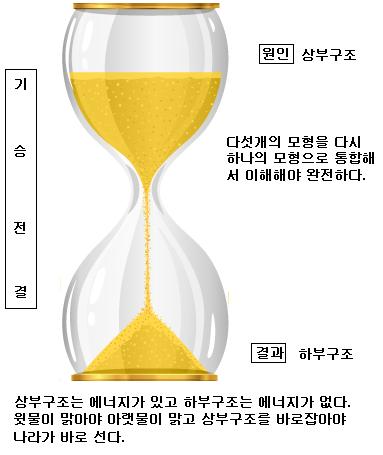 원인 상부구조
기
승
전
결
다섯개의 모형을 다시
하나의 모형으로 통합해
서 이해해야 완전하다.
결과 하부구조
상부구조는 에너지가 있고 하부구조는 에너지가 없다.
윗물이 맑아야 아랫물이 맑고 상부구조를 바로잡아야
나라가 바로 선다.